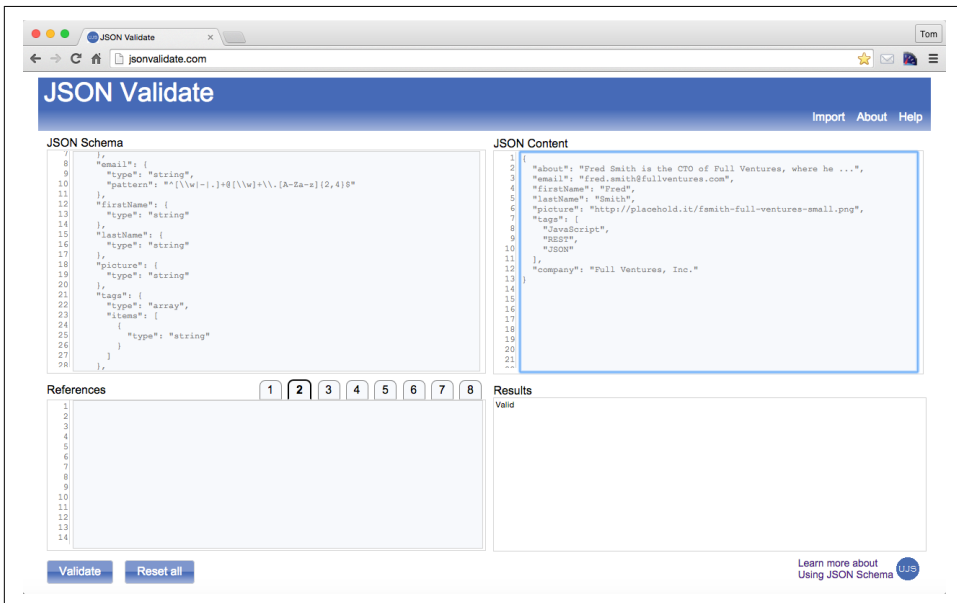 JSON Validate
Tom
jsonvalidate.com
JSON Validate
Import About Help
JSON Schema
7 },
8 "email": {
9 "type": "string",
10 "pattern": "^[\\w|-|.]+@[\\w]+\\.[A-Za-z]{2,4}$"
11 },
12 "firstName": {
13 "type": "string"
14 },
15 "lastName": {
16 "type": "string"
17 },
18 "picture": {
19 "type": "string"
20 },
21 "tags": {
22 "type": "array",
23 "items": [
24 {
25 "type": "string"
26 }
27 ]
28 },
JSON Content
1 {
2 "about": "Fred Smith is the CTO of Full Ventures, where he ...",
3 "email": "fred.smith@fullventures.com",
4 "firstName": "Fred",
5 "lastName": "Smith",
6 "picture": "http://placehold.it/fsmith-full-ventures-small.png",
7 "tags": [
8 "JavaScript",
9 "REST",
10 "JSON"
11 ],
12 "company": "Full Ventures, Inc."
13 }
14
15
16
17
18
19
20
21
References
1 2 3 4 5 6 7 8
1
2
3
4
5
6
7
8
9
10
11
12
13
14
Results
Valid
Validate
Reset all
Learn more about
Using JSON Schema
UJS